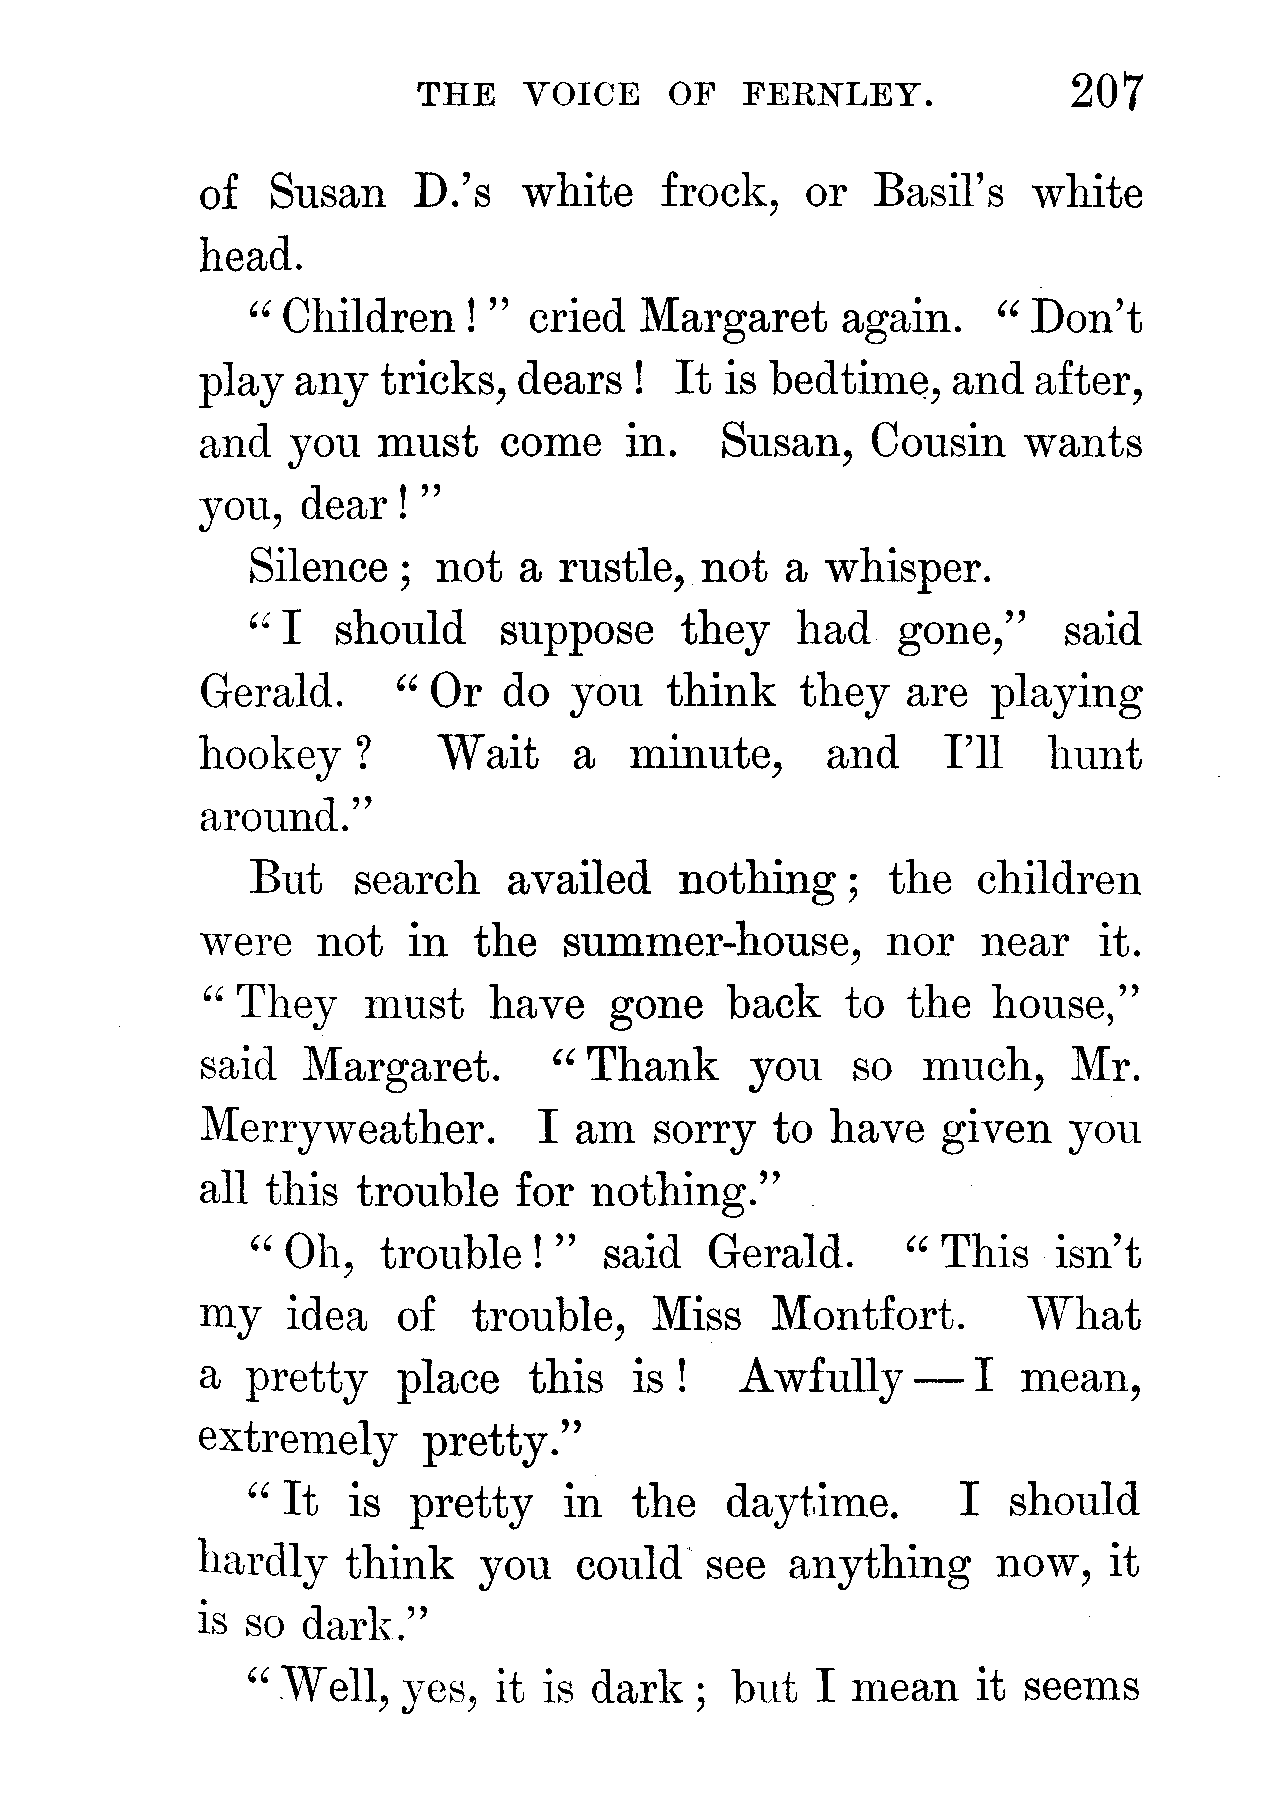 THE VOICE OF FERNLEY. 207
of Susan D.'s white frock, or Basil's white
head.
“Children!” cried Margaret again. “Don't
play any tricks, dears! It is bedtime, and after,
and you must come in. Susan, Cousin wants
you, dear!”
Silence; not a rustle, not a whisper.
“I should suppose they had gone,” said
Gerald. “Or do you think they are playing
hookey? Wait a minute, and I'll hunt
around.”
But search availed nothing; the children
were not in the summer-house, nor near it.
“They must have gone back to the house,”
said Margaret. “Thank you so much, Mr.
Merryweather. I am sorry to have given you
all this trouble for nothing.”
“Oh, trouble!” said Gerald. “This isn't
my idea of trouble, Miss Montfort. What
a pretty place this is! Awfully — I mean,
extremely pretty.”
“It is pretty in the daytime. I should
hardly think you could see anything now, it
is so dark.”
“Well, yes, it is dark; but I mean it seems